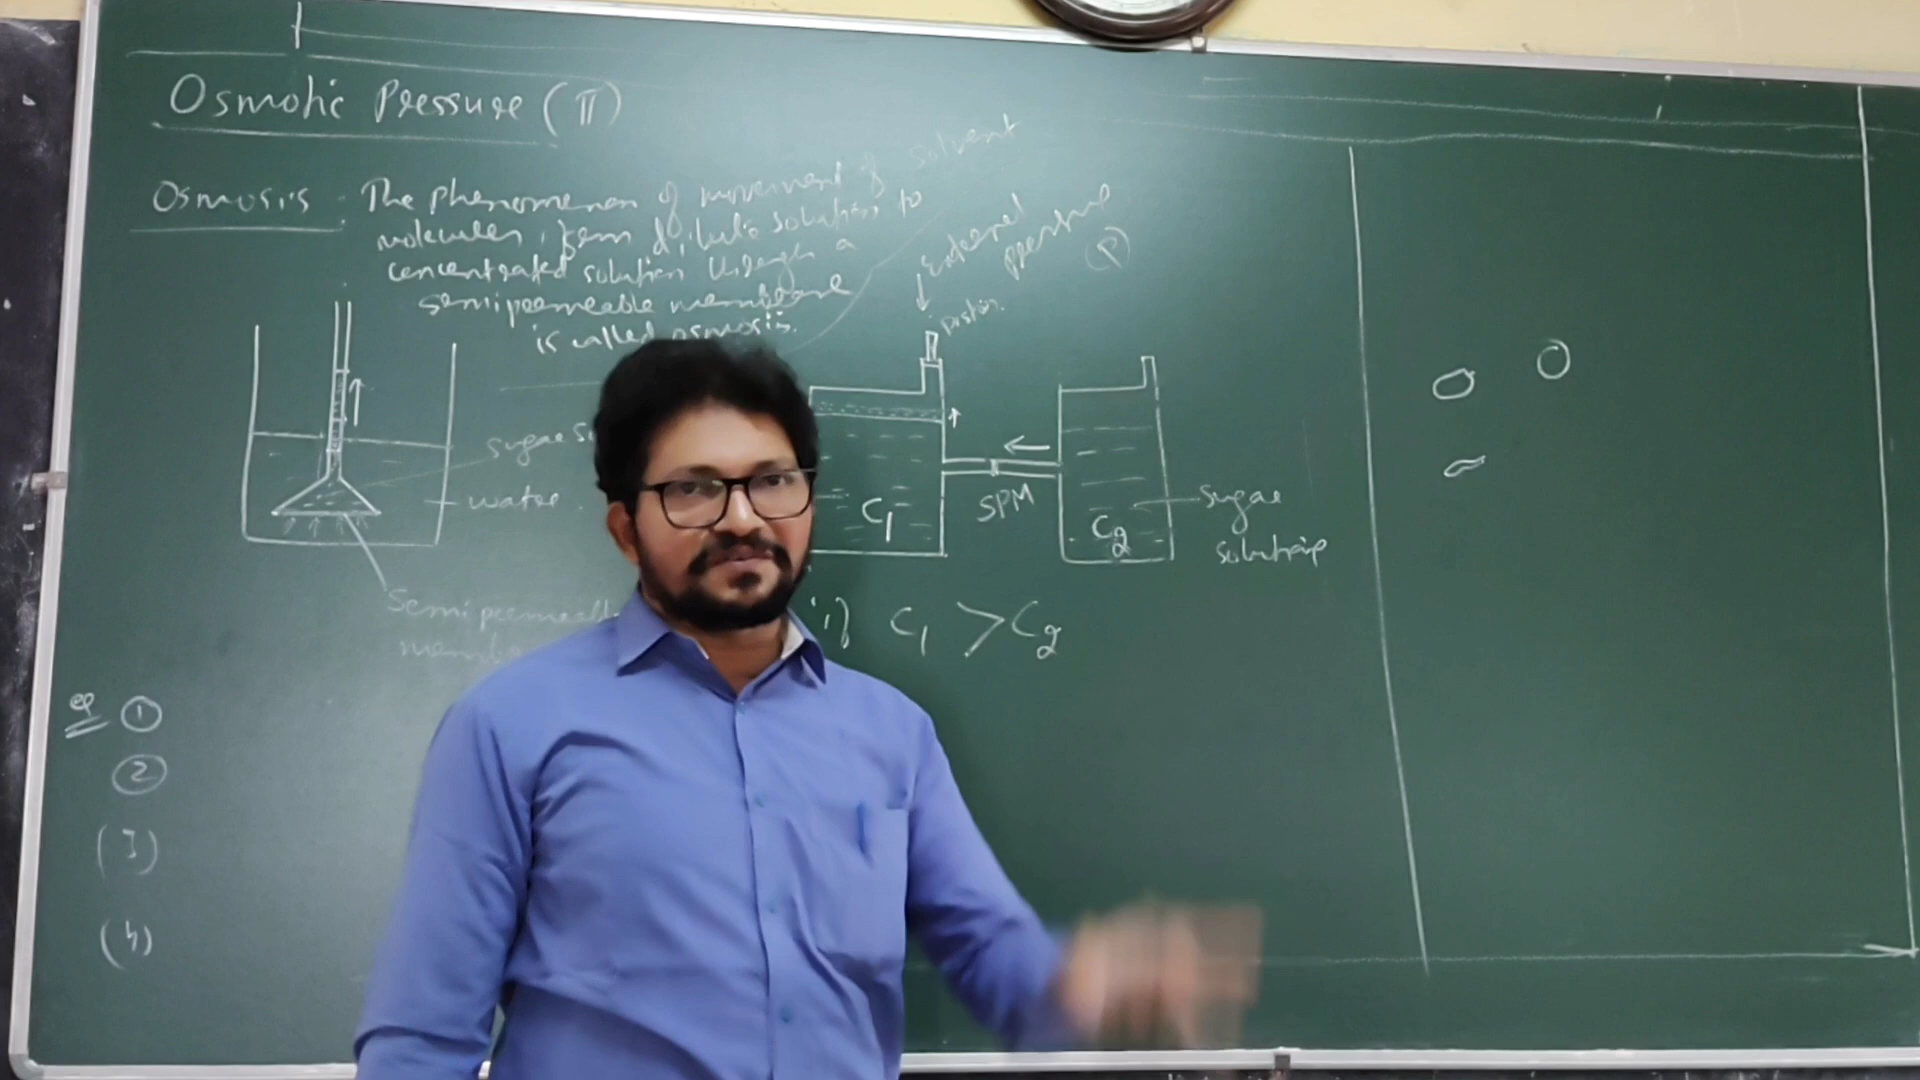 Osmotic Pressure (π)
Osmosis : The phenomenon of movement of solvent
molecules, from dilute solution to
concentrated solution through a
semipermeable membrane
is called osmosis.
External
pressure
(P)
piston.
sugar
water
Semipermeable
C1
SPM
C2
sugar
solution
if C1 > C2
eg ①
②
(3)
(4)